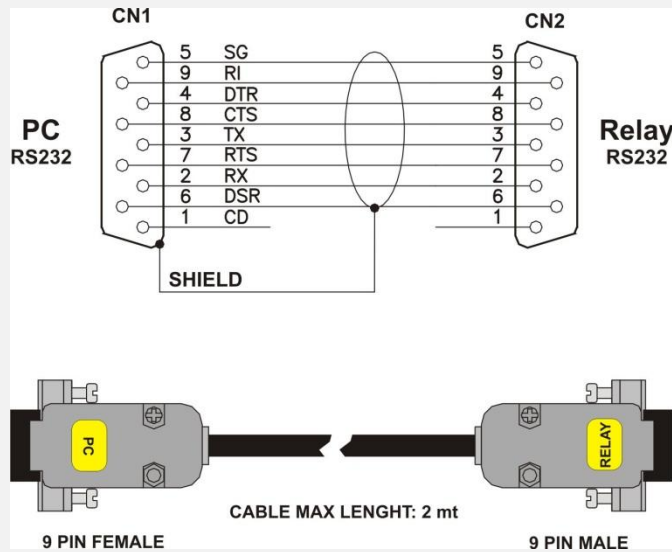 CN1
CN2
5 SG 5
9 RI 9
4 DTR 4
8 CTS 8
3 TX 3
7 RTS 7
2 RX 2
6 DSR 6
1 CD 1
PC
RS232
Relay
RS232
SHIELD
PC
RELAY
CABLE MAX LENGHT: 2 mt
9 PIN FEMALE
9 PIN MALE